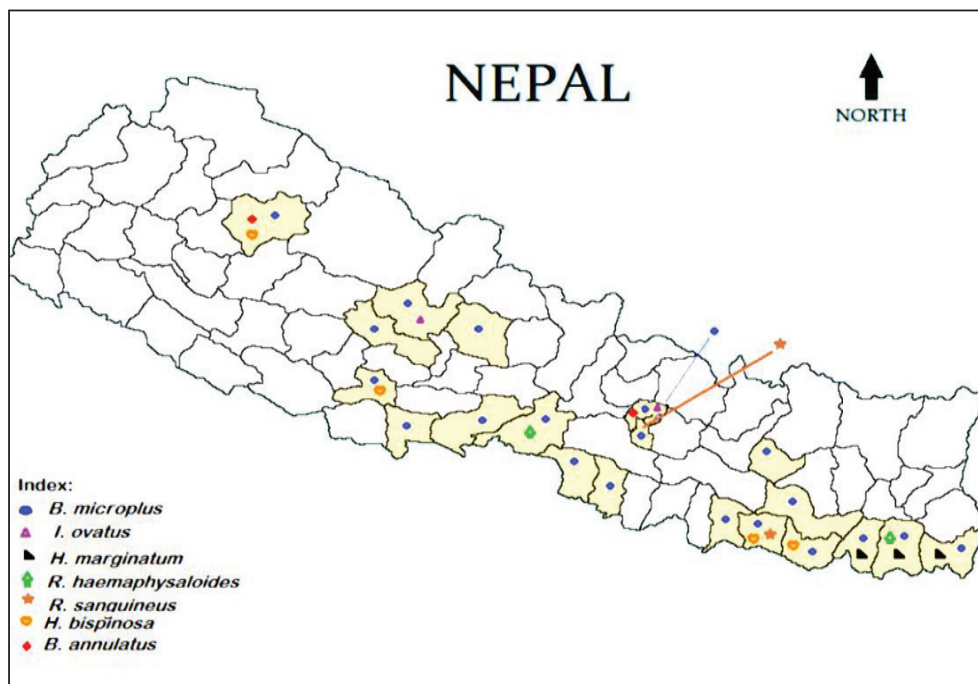 NEPAL
NORTH
Index:
B. microplus
I. ovatus
H. marginatum
R. haemaphysaloides
R. sanguineus
H. bispinosa
B. annulatus